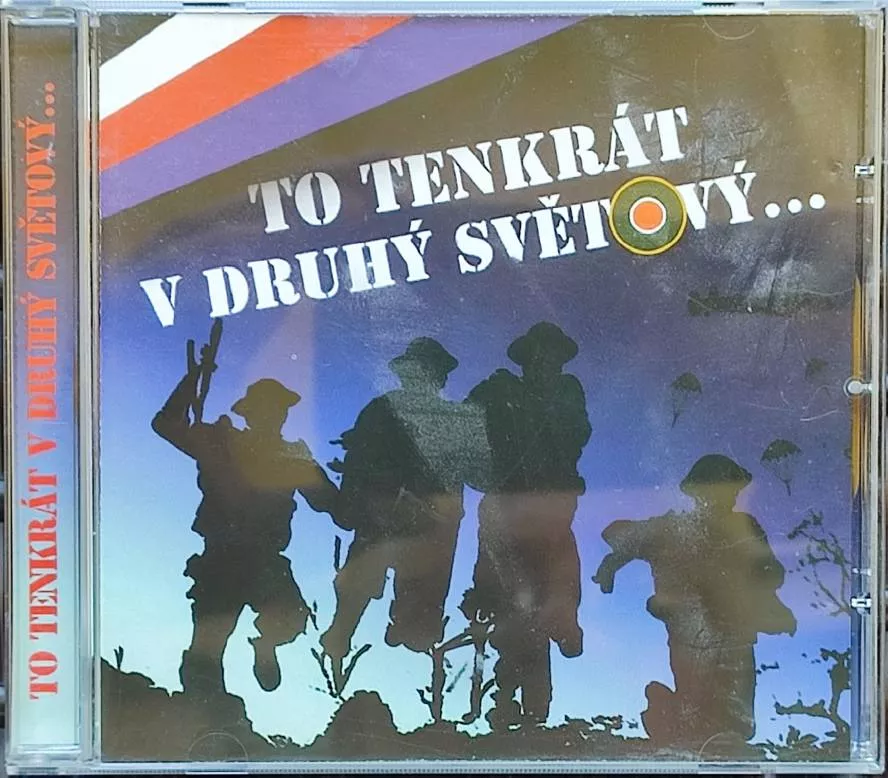 TO TENKRÁT V DRUHÝ SVĚTOVÝ...
TO TENKRÁT
V DRUHÝ SVĚTOVÝ...